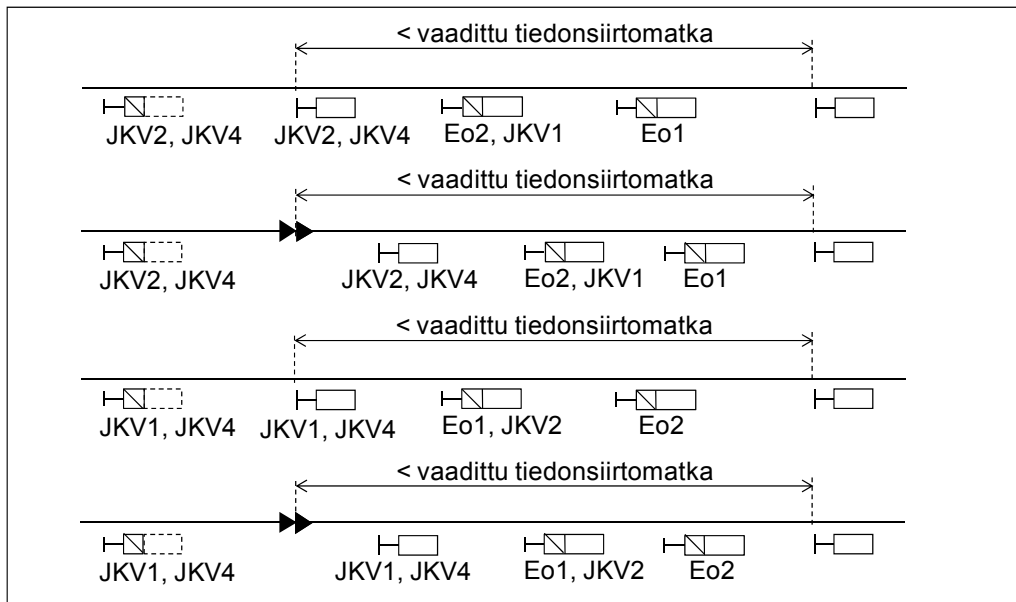 < vaadittu tiedonsiirtomatka
JKV2, JKV4 JKV2, JKV4 Eo2, JKV1 Eo1
< vaadittu tiedonsiirtomatka
JKV2, JKV4 JKV2, JKV4 Eo2, JKV1 Eo1
< vaadittu tiedonsiirtomatka
JKV1, JKV4 JKV1, JKV4 Eo1, JKV2 Eo2
< vaadittu tiedonsiirtomatka
JKV1, JKV4 JKV1, JKV4 Eo1, JKV2 Eo2